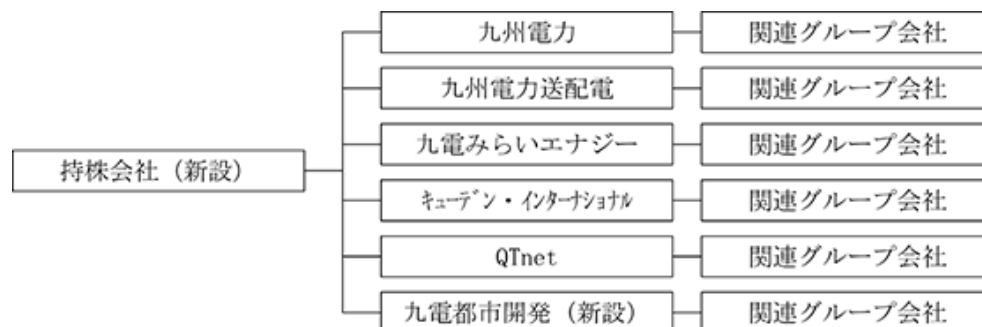 九州電力
関連グループ会社
九州電力送配電
関連グループ会社
九電みらいエナジー
関連グループ会社
持株会社（新設）
キューデン・インターナショナル
関連グループ会社
QTnet
関連グループ会社
九電都市開発（新設）
関連グループ会社